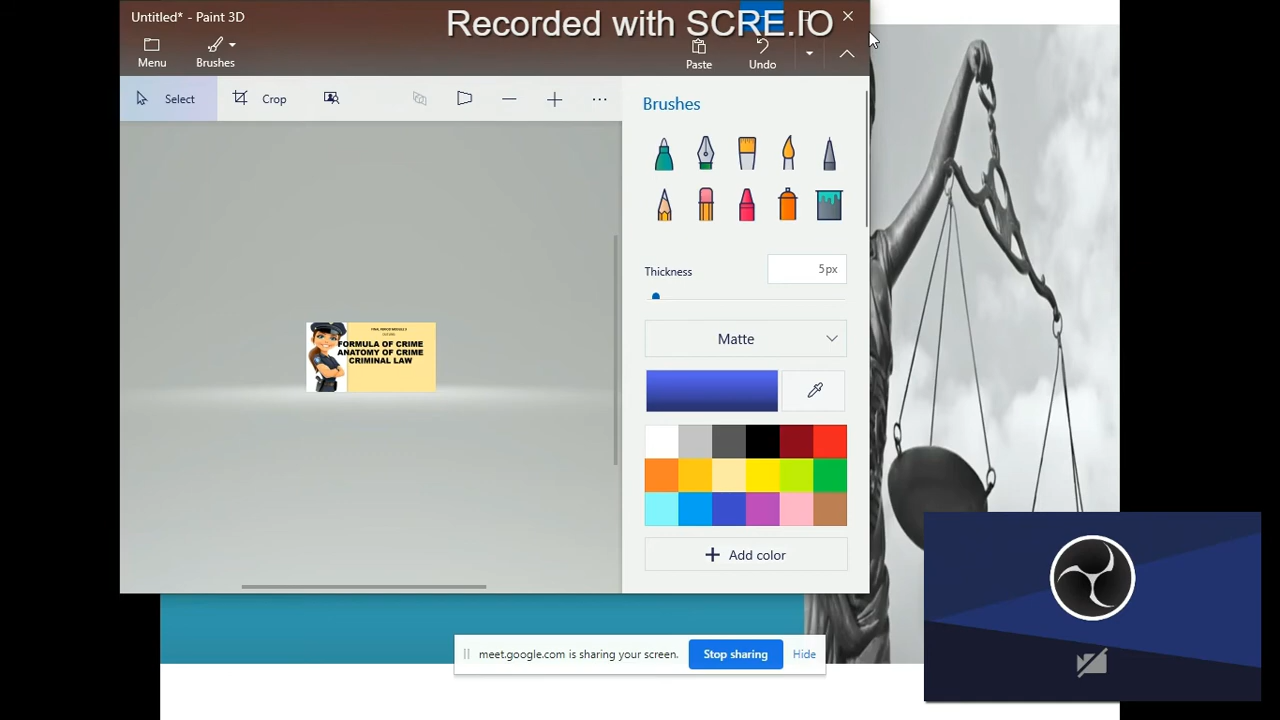 Untitled* - Paint 3D
Recorded with SCRE.IO
Menu
Brushes
Paste
Undo
Select
Crop
Brushes
Thickness
5px
Matte
Add color
FORMULA OF CRIME
ANATOMY OF CRIME
CRIMINAL LAW
meet.google.com is sharing your screen.
Stop sharing
Hide